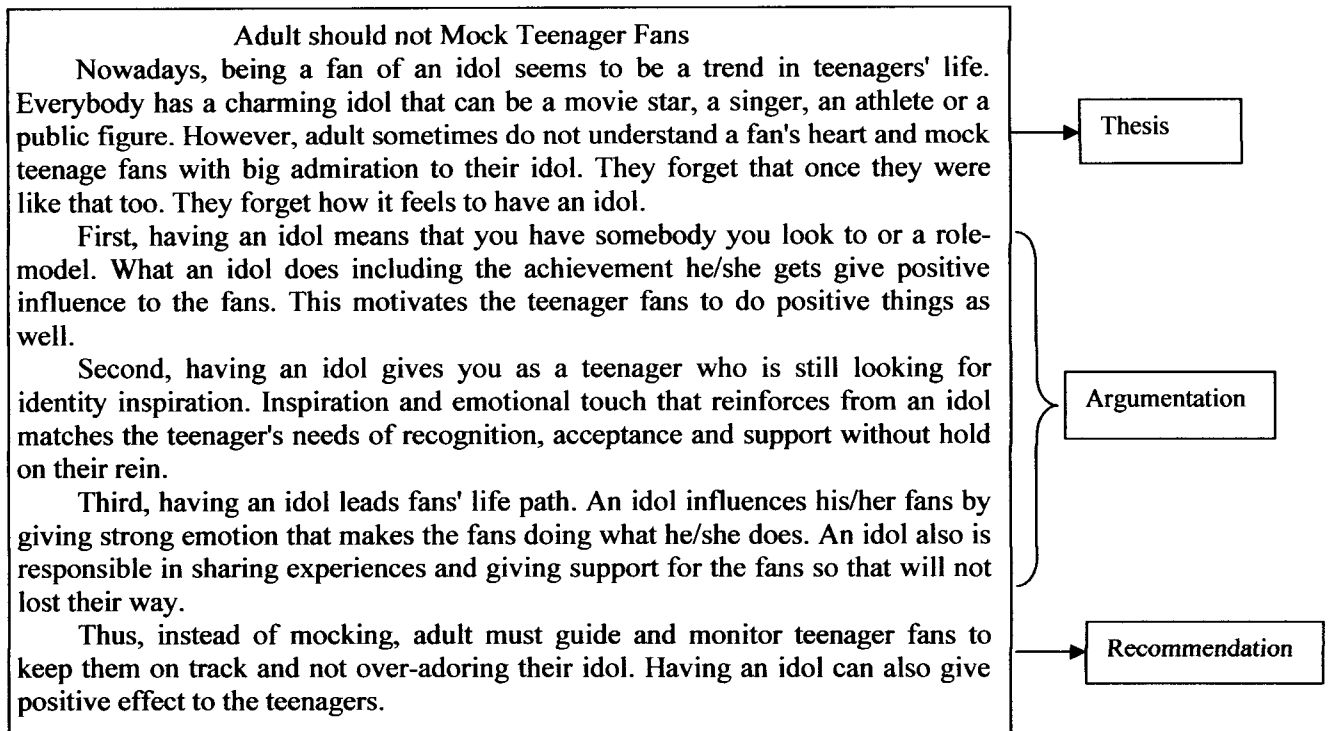 Adult should not Mock Teenager Fans
Nowadays, being a fan of an idol seems to be a trend in teenagers' life.
Everybody has a charming idol that can be a movie star, a singer, an athlete or a
public figure. However, adult sometimes do not understand a fan's heart and mock
teenage fans with big admiration to their idol. They forget that once they were
like that too. They forget how it feels to have an idol.
Thesis
First, having an idol means that you have somebody you look to or a role-
model. What an idol does including the achievement he/she gets give positive
influence to the fans. This motivates the teenager fans to do positive things as
well.
Second, having an idol gives you as a teenager who is still looking for
identity inspiration. Inspiration and emotional touch that reinforces from an idol
matches the teenager's needs of recognition, acceptance and support without hold
on their rein.
Third, having an idol leads fans' life path. An idol influences his/her fans by
giving strong emotion that makes the fans doing what he/she does. An idol also is
responsible in sharing experiences and giving support for the fans so that will not
lost their way.
Argumentation
Thus, instead of mocking, adult must guide and monitor teenager fans to
keep them on track and not over-adoring their idol. Having an idol can also give
positive effect to the teenagers.
Recommendation